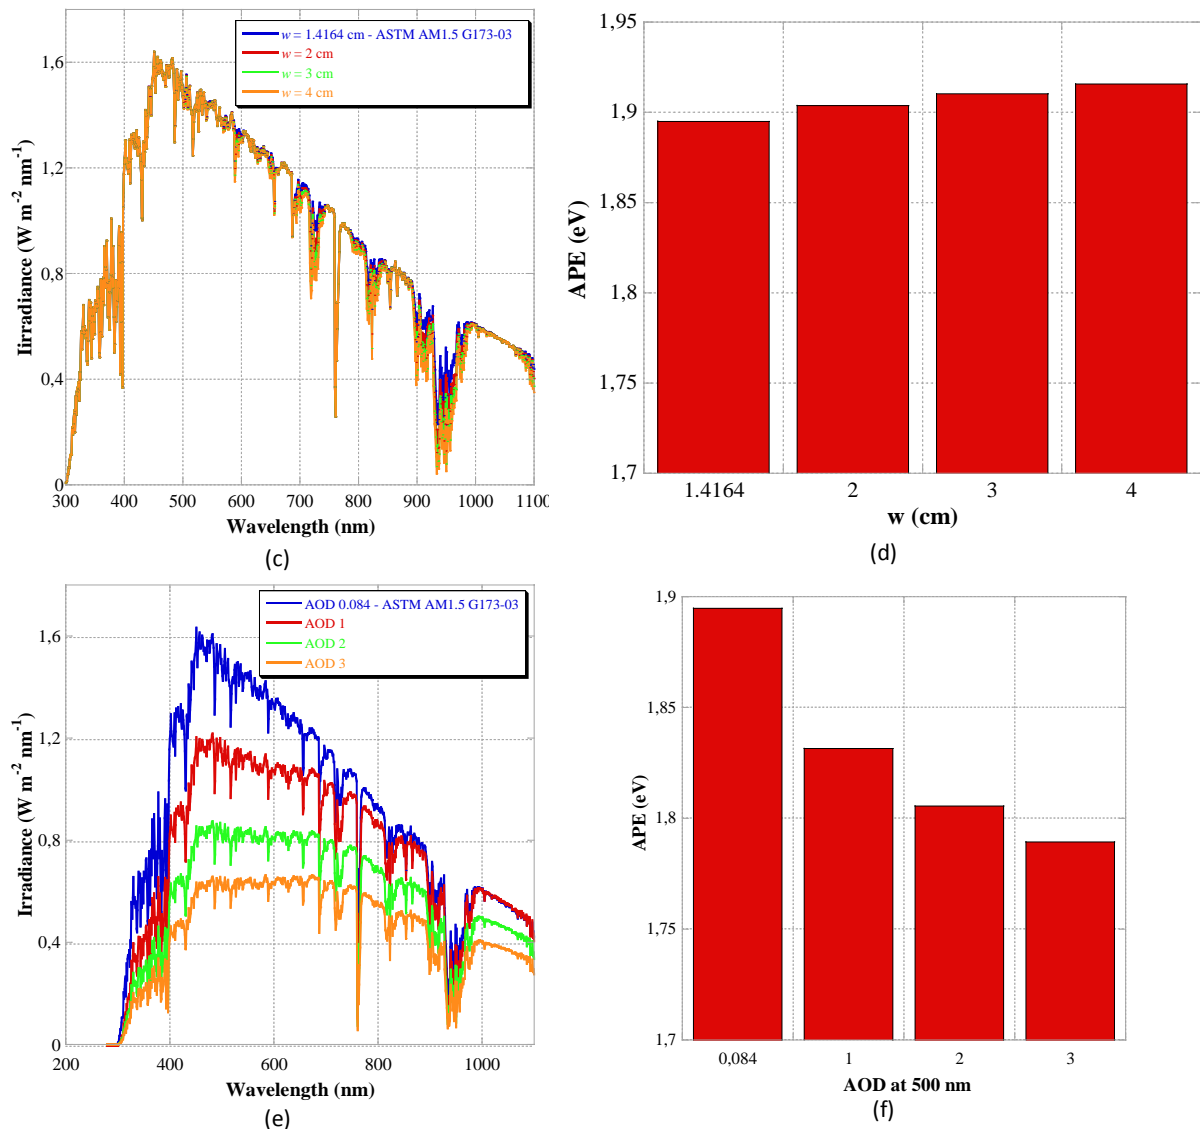 w = 1.4164 cm - ASTM AM1.5 G173-03
w = 2 cm
w = 3 cm
w = 4 cm
1,6
1,2
0,8
0,4
0
300 400 500 600 700 800 900 1000 1100
Iirradiance (W m-2 nm-1)
Wavelength (nm)
(c)
1,95
1,9
1,85
1,8
1,75
1,7
APE (eV)
1.4164 2 3 4
w (cm)
(d)
AOD 0.084 - ASTM AM1.5 G173-03
AOD 1
AOD 2
AOD 3
1,6
1,2
0,8
0,4
0
200 400 600 800 1000
Irradiance (W m-2 nm-1)
Wavelength (nm)
(e)
1,9
1,85
1,8
1,75
1,7
APE (eV)
0,084 1 2 3
AOD at 500 nm
(f)